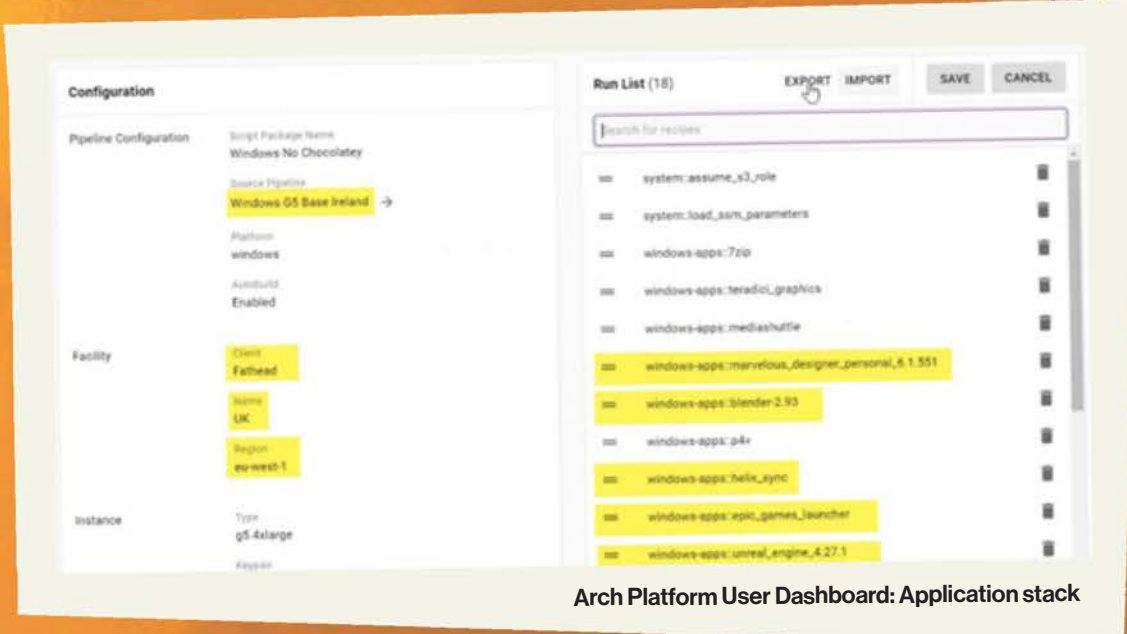 Configuration
Pipeline Configuration
Script Package Name
Windows No Chocolatey
Source Pipeline
Windows G5 Base Ireland →
Platform
windows
Autobuild
Enabled
Facility
Client
Fathead
Name
UK
Region
eu-west-1
Instance
Type
g5.4xlarge
Keypair
Run List (18)
EXPORT IMPORT SAVE CANCEL
Search for recipes
system::assume_s3_role
system::load_ssm_parameters
windows-apps::7zip
windows-apps::teradici_graphics
windows-apps::mediashuttle
windows-apps::marvelous_designer_personal_6.1.551
windows-apps::blender-2.93
windows-apps::p4v
windows-apps::helix_sync
windows-apps::epic_games_launcher
windows-apps::unreal_engine_4.27.1
Arch Platform User Dashboard: Application stack